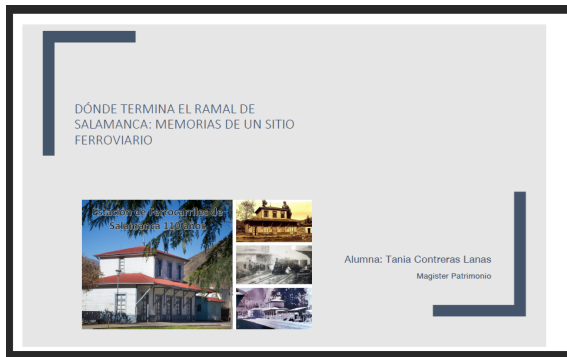 DÓNDE TERMINA EL RAMAL DE
SALAMANCA: MEMORIAS DE UN SITIO
FERROVIARIO
Estación de Ferrocarriles de
Salamanca 110 años
Alumna: Tania Contreras Lanas
Magister Patrimonio